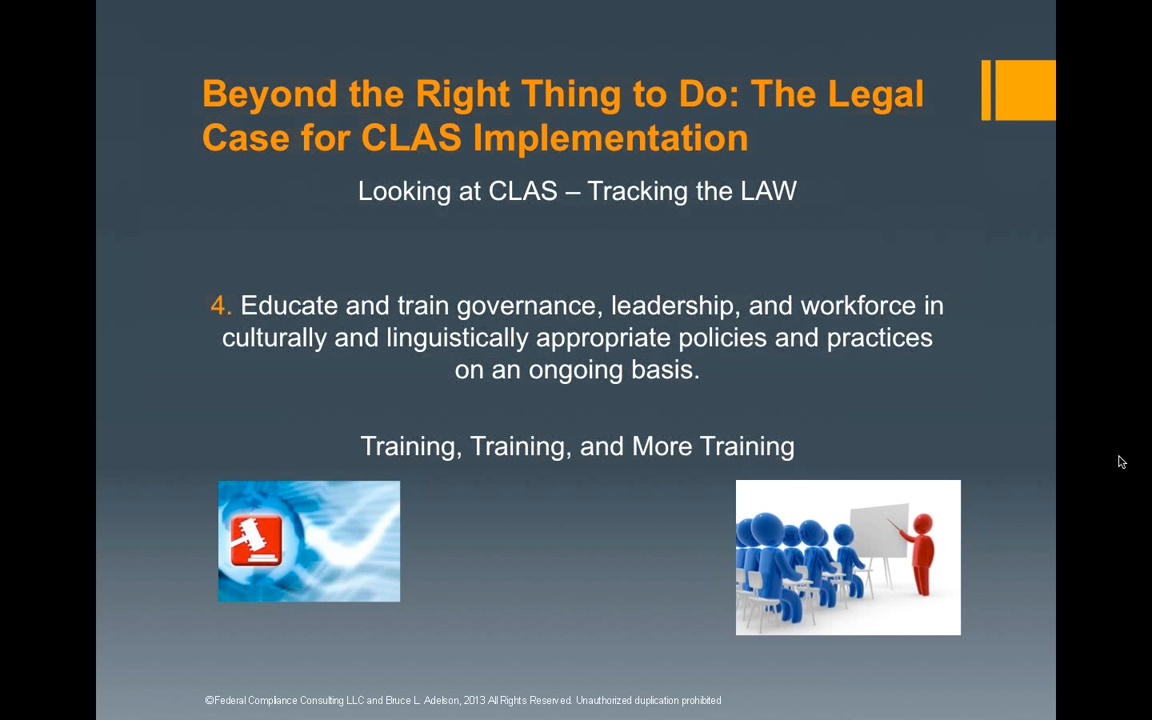 Beyond the Right Thing to Do: The Legal
Case for CLAS Implementation
Looking at CLAS – Tracking the LAW
4. Educate and train governance, leadership, and workforce in
culturally and linguistically appropriate policies and practices
on an ongoing basis.
Training, Training, and More Training
©Federal Compliance Consulting LLC and Bruce L. Adelson, 2013 All Rights Reserved. Unauthorized duplication prohibited